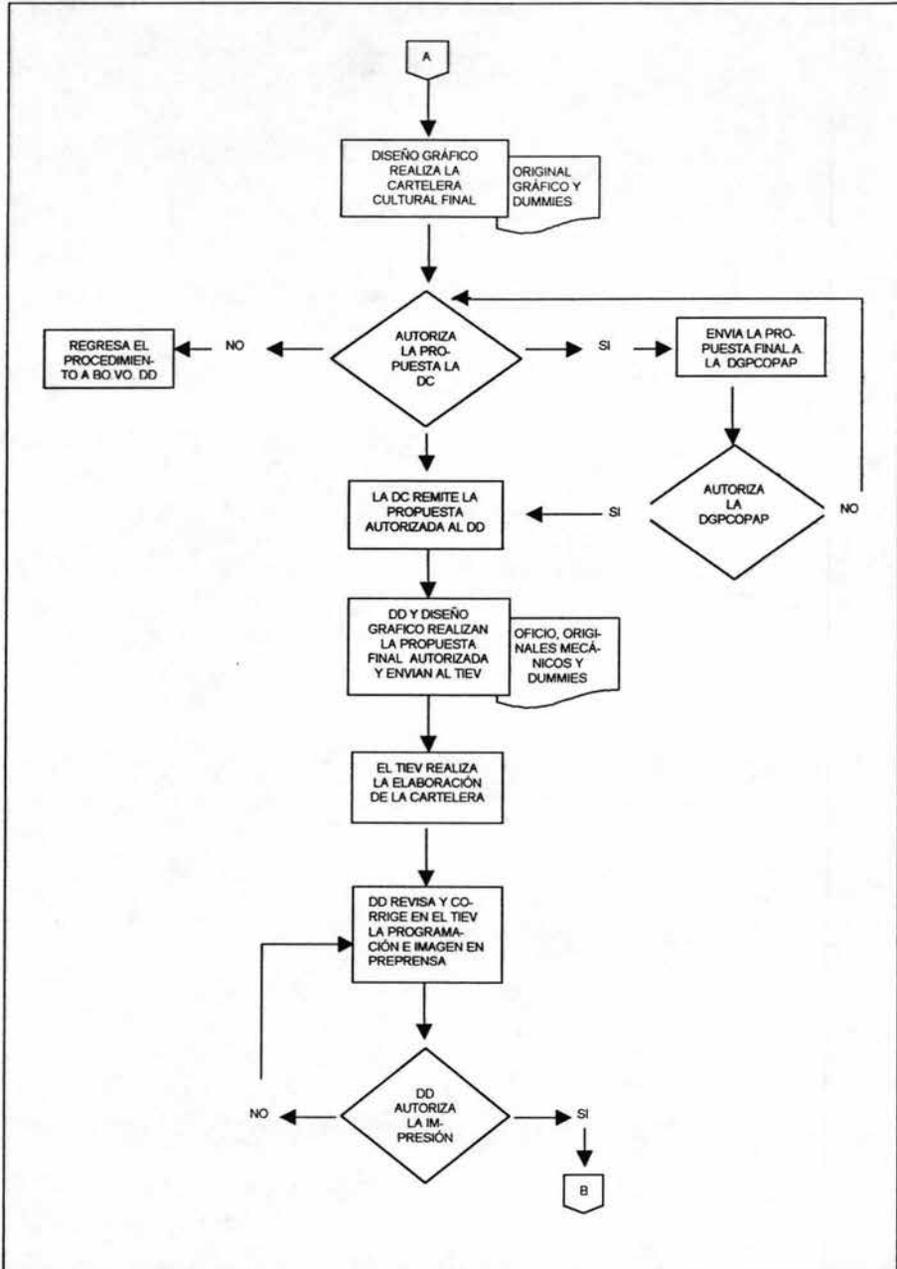 A
DISEÑO GRÁFICO
REALIZA LA
CARTELERA
CULTURAL FINAL
ORIGINAL
GRÁFICO Y
DUMMIES
AUTORIZA
LA PRO-
PUESTA LA
DC
NO
REGRESA EL
PROCEDIMIEN-
TO A BO.VO. DD
SI
ENVIA LA PRO-
PUESTA FINAL A.
LA DGPCOPAP
AUTORIZA
LA
DGPCOPAP
NO
SI
LA DC REMITE LA
PROPUESTA
AUTORIZADA AL DD
DD Y DISEÑO
GRAFICO REALIZAN
LA PROPUESTA
FINAL AUTORIZADA
Y ENVIAN AL TIEV
OFICIO, ORIGI-
NALES MECÁ-
NICOS Y
DUMMIES
EL TIEV REALIZA
LA ELABORACIÓN
DE LA CARTELERA
DD REVISA Y CO-
RRIGE EN EL TIEV
LA PROGRAMA-
CIÓN E IMAGEN EN
PREPRENSA
DD
AUTORIZA
LA IM-
PRESIÓN
NO
SI
B